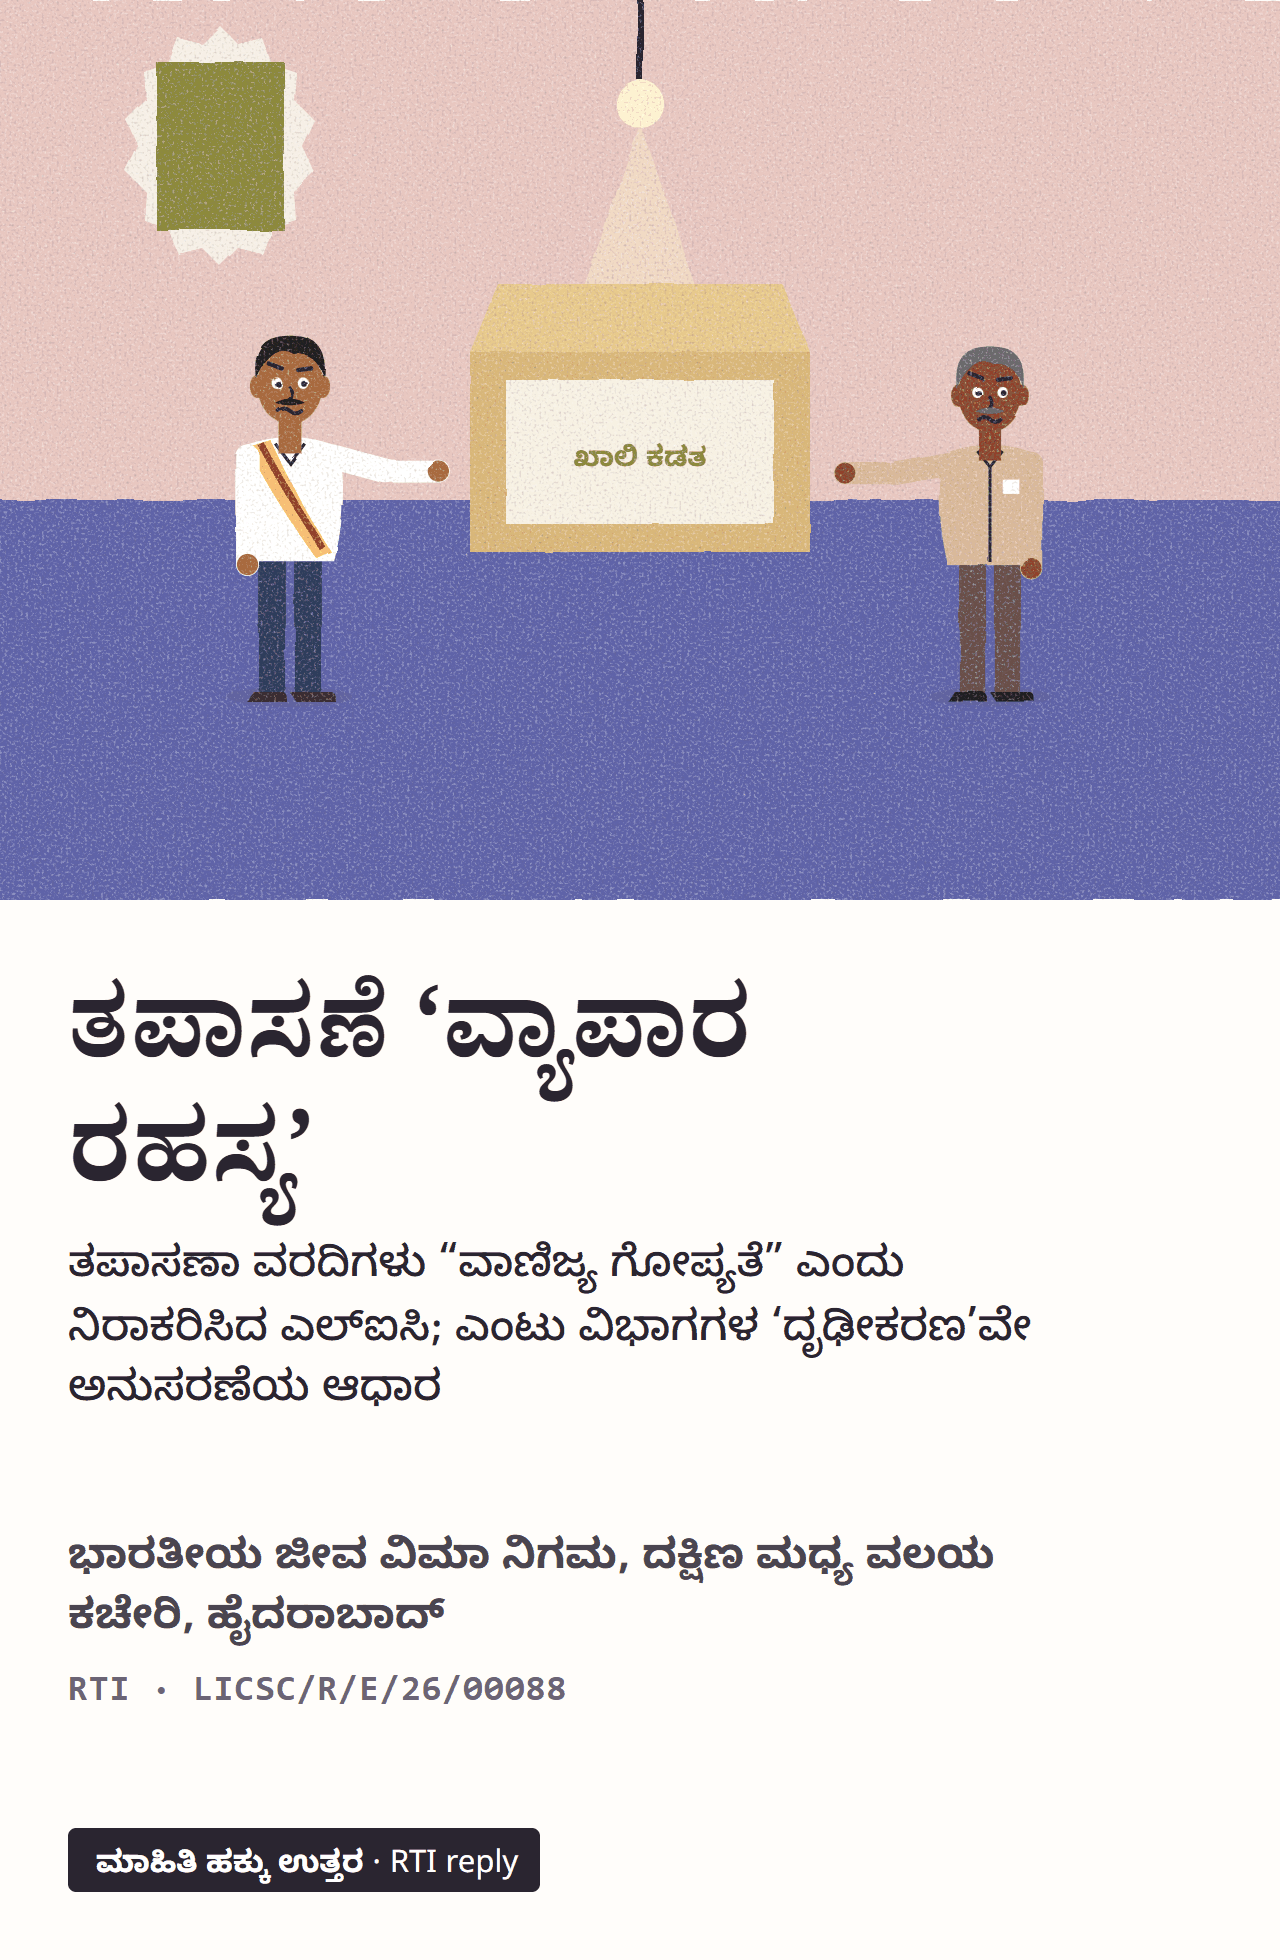 ಖಾಲಿ ಕಡತ
ತಪಾಸಣೆ ‘ವ್ಯಾಪಾರ
ರಹಸ್ಯ’
ತಪಾಸಣಾ ವರದಿಗಳು “ವಾಣಿಜ್ಯ ಗೋಪ್ಯತೆ” ಎಂದು
ನಿರಾಕರಿಸಿದ ಎಲ್ಐಸಿ; ಎಂಟು ವಿಭಾಗಗಳ ‘ದೃಢೀಕರಣ’ವೇ
ಅನುಸರಣೆಯ ಆಧಾರ
ಭಾರತೀಯ ಜೀವ ವಿಮಾ ನಿಗಮ, ದಕ್ಷಿಣ ಮಧ್ಯ ವಲಯ
ಕಚೇರಿ, ಹೈದರಾಬಾದ್
RTI · LICSC/R/E/26/00088
ಮಾಹಿತಿ ಹಕ್ಕು ಉತ್ತರ · RTI reply